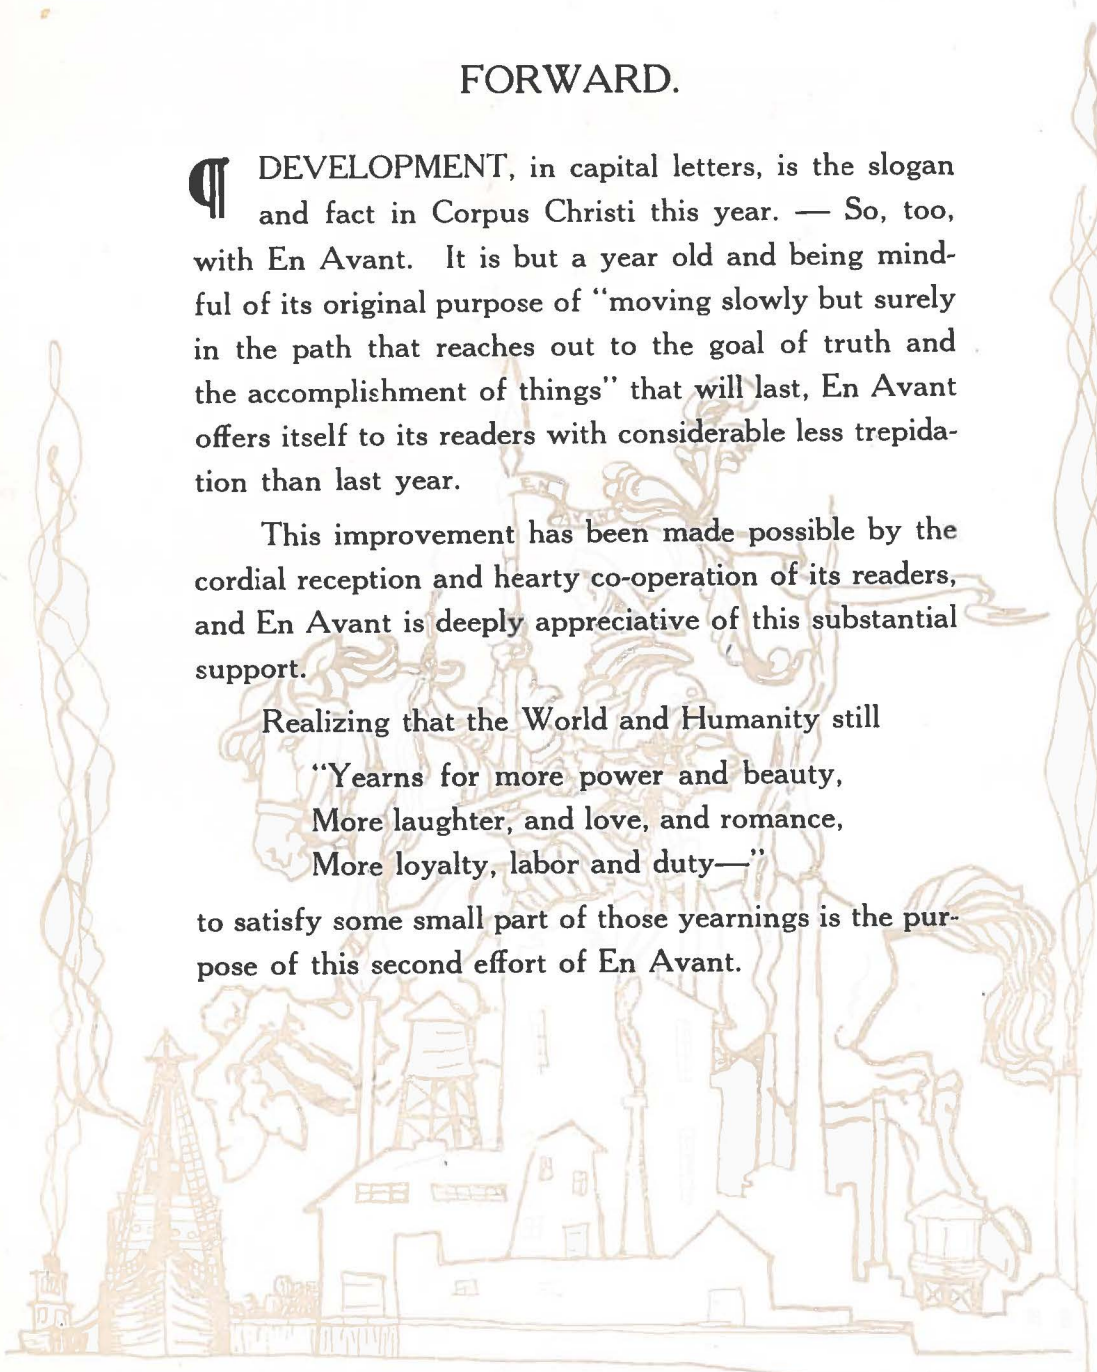 FORWARD.
¶ DEVELOPMENT, in capital letters, is the slogan
and fact in Corpus Christi this year. — So, too,
with En Avant. It is but a year old and being mind-
ful of its original purpose of “moving slowly but surely
in the path that reaches out to the goal of truth and
the accomplishment of things” that will last, En Avant
offers itself to its readers with considerable less trepida-
tion than last year.
This improvement has been made possible by the
cordial reception and hearty co-operation of its readers,
and En Avant is deeply appreciative of this substantial
support.
Realizing that the World and Humanity still
“Yearns for more power and beauty,
More laughter, and love, and romance,
More loyalty, labor and duty—”
to satisfy some small part of those yearnings is the pur-
pose of this second effort of En Avant.
EN